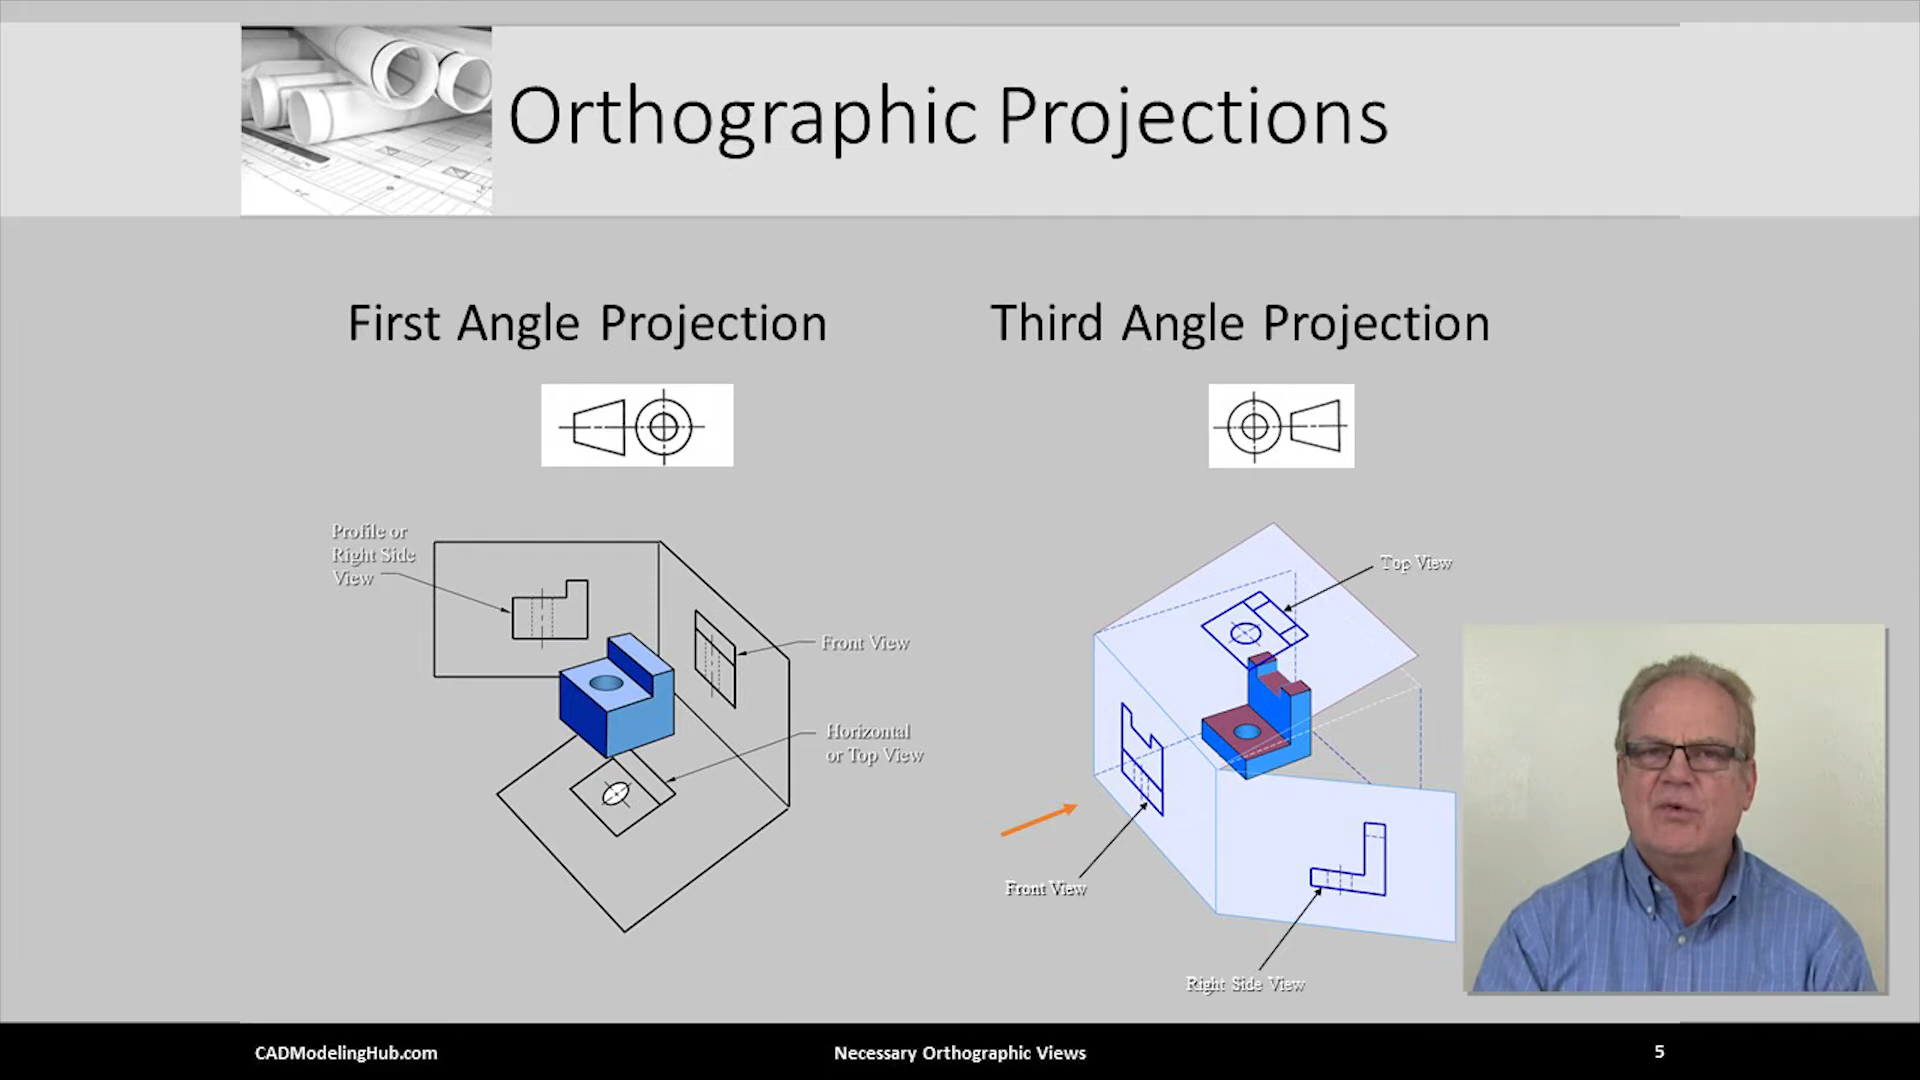 Orthographic Projections
First Angle Projection
Third Angle Projection
Profile or
Right Side
View
Front View
Horizontal
or Top View
Top View
Front View
Right Side View
CADModelingHub.com
Necessary Orthographic Views
5